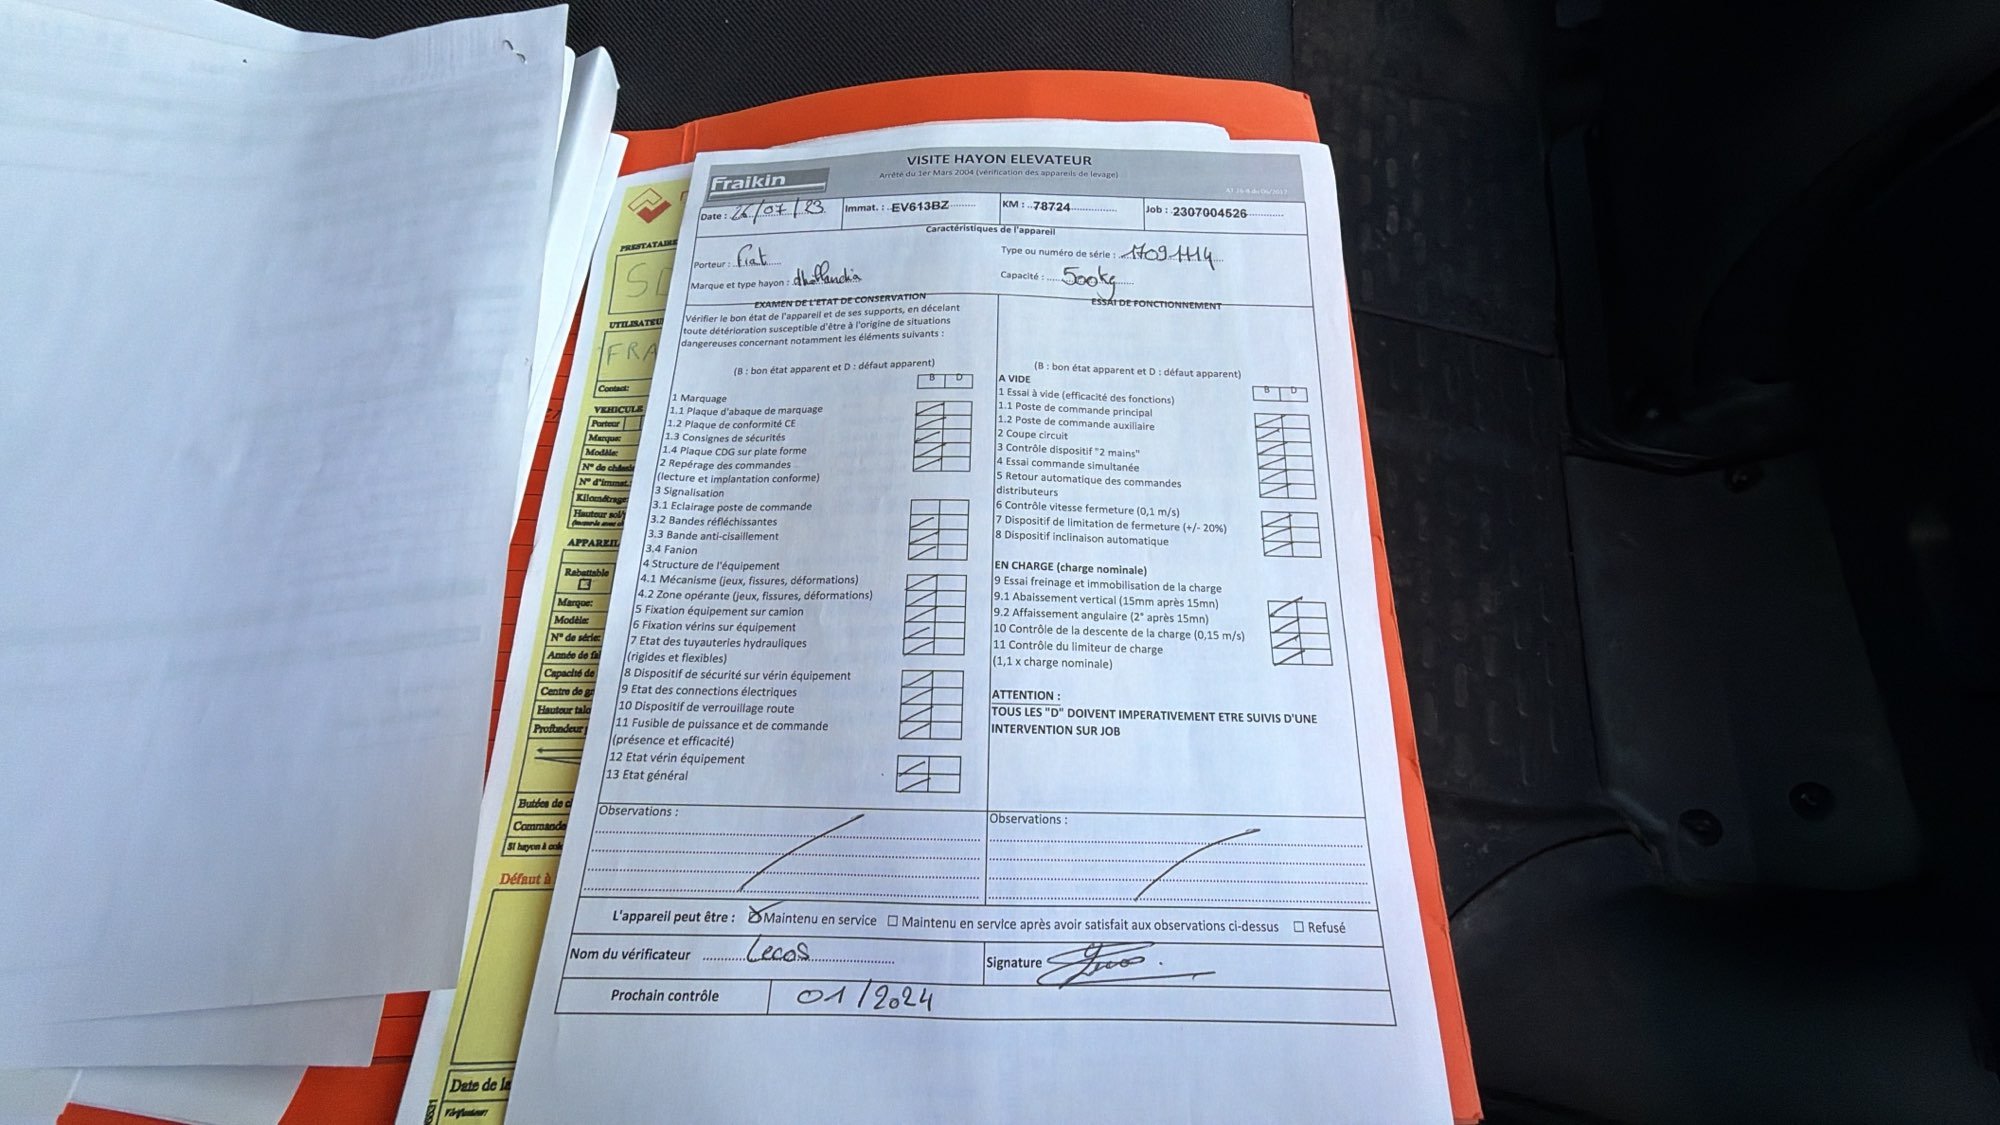 VISITE HAYON ELEVATEUR
Arrêté du 1er Mars 2004 (vérification des appareils de levage)
Fraikin
Date : 26/07/23 Immat. : EV613BZ KM : 78724 Job : 2307004526
Caractéristiques de l'appareil
Porteur : Fiat Type ou numéro de série : 17091114
Marque et type hayon : dhollandia Capacité : 500kg
EXAMEN DE L'ETAT DE CONSERVATION
Vérifier le bon état de l'appareil et de ses supports, en décelant
toute détérioration susceptible d'être à l'origine de situations
dangereuses concernant notamment les éléments suivants :
(B : bon état apparent et D : défaut apparent)
B D
1 Marquage
1.1 Plaque d'abaque de marquage
1.2 Plaque de conformité CE
1.3 Consignes de sécurités
1.4 Plaque CDG sur plate forme
2 Repérage des commandes
(lecture et implantation conforme)
3 Signalisation
3.1 Eclairage poste de commande
3.2 Bandes réfléchissantes
3.3 Bande anti-cisaillement
3.4 Fanion
4 Structure de l'équipement
4.1 Mécanisme (jeux, fissures, déformations)
4.2 Zone opérante (jeux, fissures, déformations)
5 Fixation équipement sur camion
6 Fixation vérins sur équipement
7 Etat des tuyauteries hydrauliques
(rigides et flexibles)
8 Dispositif de sécurité sur vérin équipement
9 Etat des connections électriques
10 Dispositif de verrouillage route
11 Fusible de puissance et de commande
(présence et efficacité)
12 Etat vérin équipement
13 Etat général
ESSAI DE FONCTIONNEMENT
(B : bon état apparent et D : défaut apparent)
A VIDE
B D
1 Essai à vide (efficacité des fonctions)
1.1 Poste de commande principal
1.2 Poste de commande auxiliaire
2 Coupe circuit
3 Contrôle dispositif "2 mains"
4 Essai commande simultanée
5 Retour automatique des commandes
distributeurs
6 Contrôle vitesse fermeture (0,1 m/s)
7 Dispositif de limitation de fermeture (+/- 20%)
8 Dispositif inclinaison automatique
EN CHARGE (charge nominale)
9 Essai freinage et immobilisation de la charge
9.1 Abaissement vertical (15mm après 15mn)
9.2 Affaissement angulaire (2° après 15mn)
10 Contrôle de la descente de la charge (0,15 m/s)
11 Contrôle du limiteur de charge
(1,1 x charge nominale)
ATTENTION :
TOUS LES "D" DOIVENT IMPERATIVEMENT ETRE SUIVIS D'UNE
INTERVENTION SUR JOB
Observations :
Observations :
L'appareil peut être : Maintenu en service Maintenu en service après avoir satisfait aux observations ci-dessus Refusé
Nom du vérificateur Lecos Signature
Prochain contrôle 01/2024
PRESTATAIRE
UTILISATEU
FRA
Contact:
VEHICULE
Porteur
Marque:
Modèle:
N° de châssi
N° d'immat.
Kilométrage:
Hauteur sol/
APPAREIL
Rabattable
Marque:
Modèle:
N° de série:
Année de fa
Capacité de
Centre de gr
Hauteur talo
Profondeur
Butées de c
Commande
Si hayon à
Défaut à
Date de la
Vérificateur: